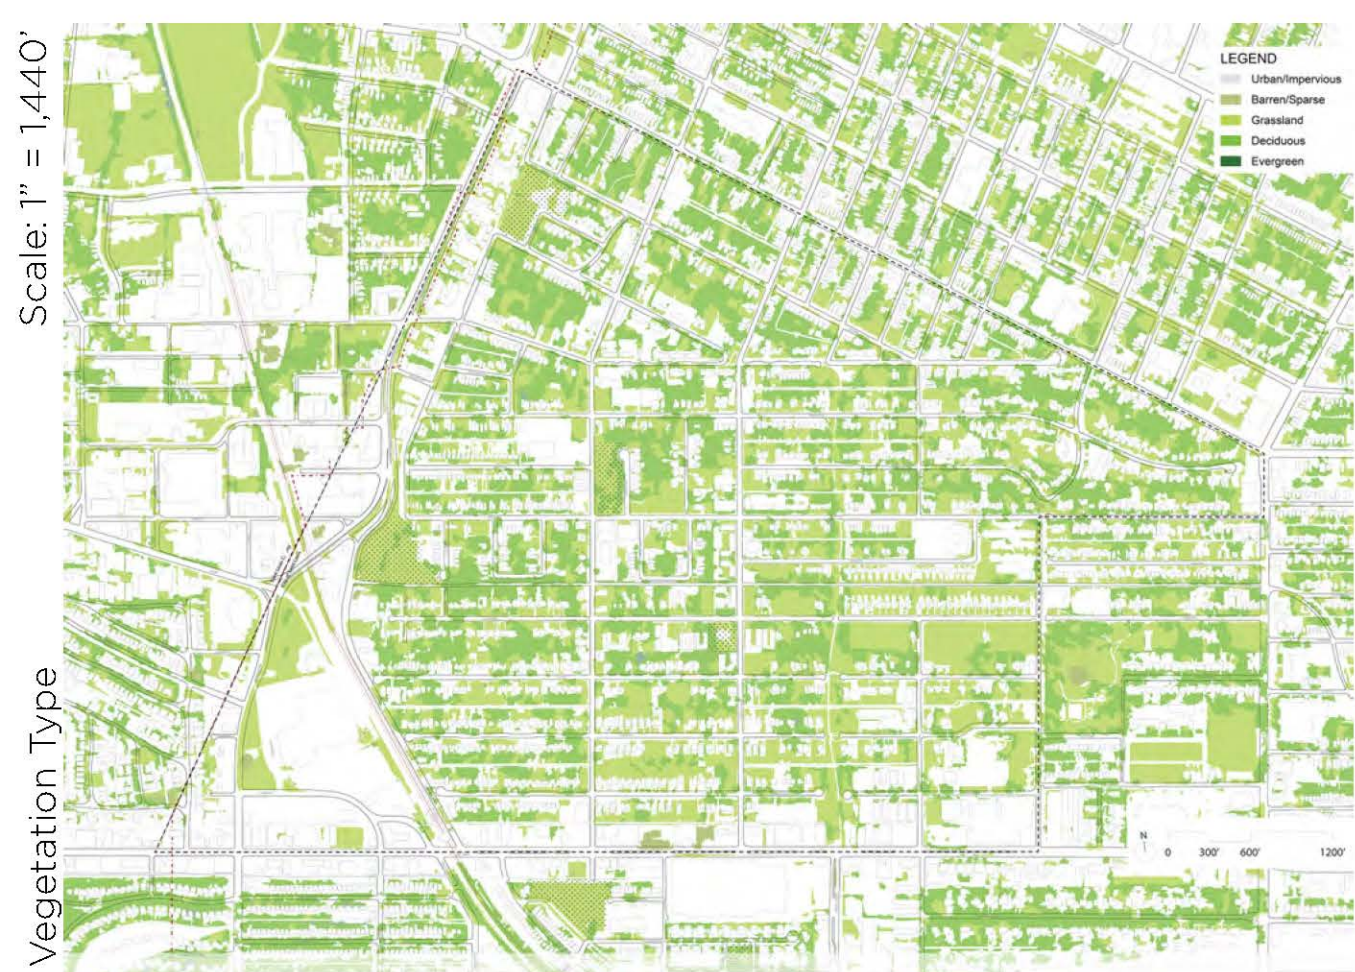 Scale: 1" = 1,440'
Vegetation Type
LEGEND
Urban/Impervious
Barren/Sparse
Grassland
Deciduous
Evergreen
N
0 300' 600' 1200'